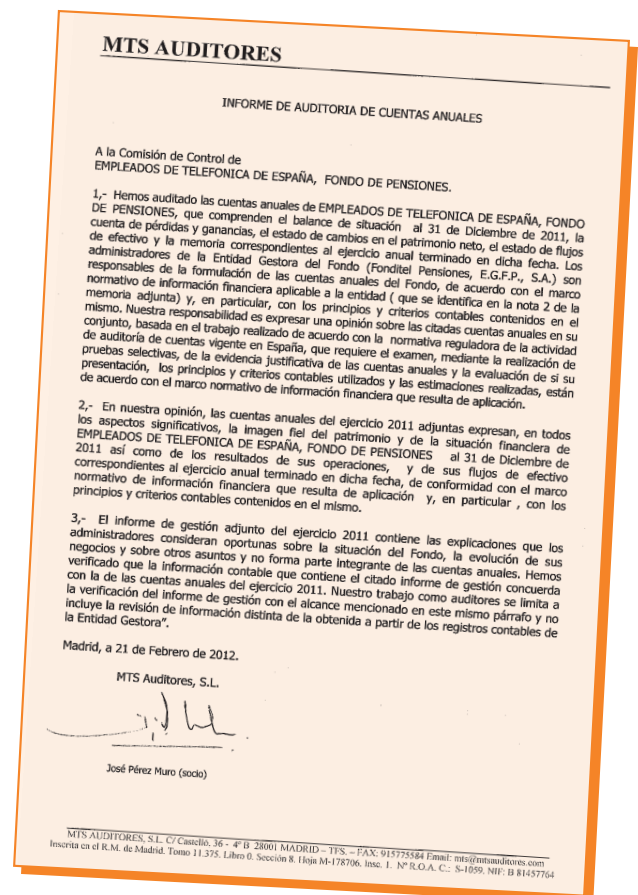 MTS AUDITORES
INFORME DE AUDITORIA DE CUENTAS ANUALES
A la Comisión de Control de
EMPLEADOS DE TELEFONICA DE ESPAÑA, FONDO DE PENSIONES.
1,- Hemos auditado las cuentas anuales de EMPLEADOS DE TELEFONICA DE ESPAÑA, FONDO
DE PENSIONES, que comprenden el balance de situación al 31 de Diciembre de 2011, la
cuenta de pérdidas y ganancias, el estado de cambios en el patrimonio neto, el estado de flujos
de efectivo y la memoria correspondientes al ejercicio anual terminado en dicha fecha. Los
administradores de la Entidad Gestora del Fondo (Fonditel Pensiones, E.G.F.P., S.A.) son
responsables de la formulación de las cuentas anuales del Fondo, de acuerdo con el marco
normativo de información financiera aplicable a la entidad ( que se identifica en la nota 2 de la
memoria adjunta) y, en particular, con los principios y criterios contables contenidos en el
mismo. Nuestra responsabilidad es expresar una opinión sobre las citadas cuentas anuales en su
conjunto, basada en el trabajo realizado de acuerdo con la normativa reguladora de la actividad
de auditoría de cuentas vigente en España, que requiere el examen, mediante la realización de
pruebas selectivas, de la evidencia justificativa de las cuentas anuales y la evaluación de si su
presentación, los principios y criterios contables utilizados y las estimaciones realizadas, están
de acuerdo con el marco normativo de información financiera que resulta de aplicación.
2,- En nuestra opinión, las cuentas anuales del ejercicio 2011 adjuntas expresan, en todos
los aspectos significativos, la imagen fiel del patrimonio y de la situación financiera de
EMPLEADOS DE TELEFONICA DE ESPAÑA, FONDO DE PENSIONES al 31 de Diciembre de
2011 así como de los resultados de sus operaciones, y de sus flujos de efectivo
correspondientes al ejercicio anual terminado en dicha fecha, de conformidad con el marco
normativo de información financiera que resulta de aplicación y, en particular , con los
principios y criterios contables contenidos en el mismo.
3,- El informe de gestión adjunto del ejercicio 2011 contiene las explicaciones que los
administradores consideran oportunas sobre la situación del Fondo, la evolución de sus
negocios y sobre otros asuntos y no forma parte integrante de las cuentas anuales. Hemos
verificado que la información contable que contiene el citado informe de gestión concuerda
con la de las cuentas anuales del ejercicio 2011. Nuestro trabajo como auditores se limita a
la verificación del informe de gestión con el alcance mencionado en este mismo párrafo y no
incluye la revisión de información distinta de la obtenida a partir de los registros contables de
la Entidad Gestora”.
Madrid, a 21 de Febrero de 2012.
MTS Auditores, S.L.
José Pérez Muro (socio)
MTS AUDITORES, S.L. C/ Castelló, 36 - 4º B 28001 MADRID – TFS. – FAX: 915775584 Email: mts@mtsauditores.com
Inscrita en el R.M. de Madrid. Tomo 11.375. Libro 0. Sección 8. Hoja M-178706. Insc. 1. Nº R.O.A. C.: S-1059. NIF: B 81457764